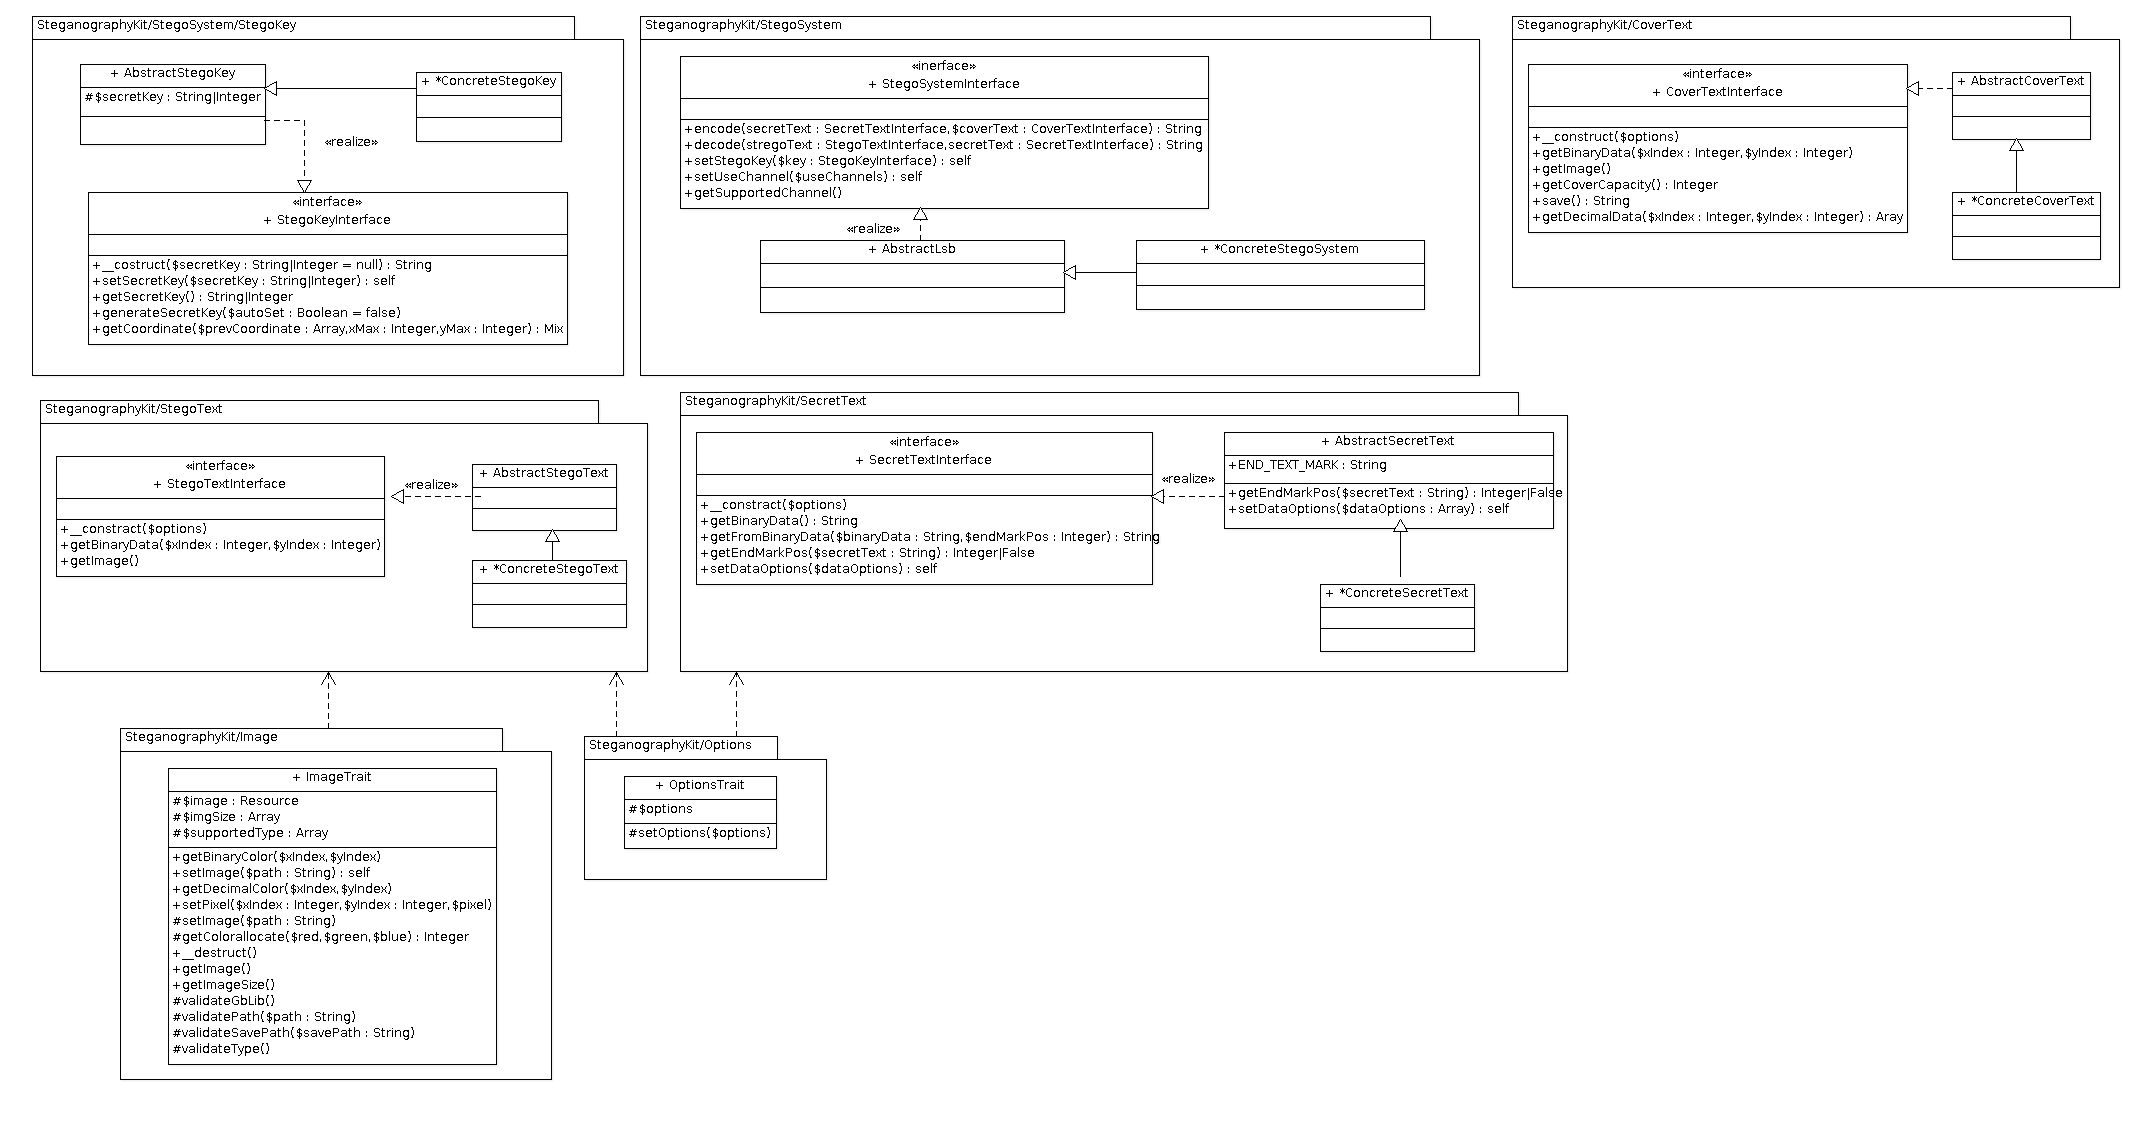 SteganographyKit/StegoSystem/StegoKey
+ AbstractStegoKey
#$secretKey : String|Integer
+ *ConcreteStegoKey
«realize»
«interface»
+ StegoKeyInterface
+__costruct($secretKey : String|Integer = null) : String
+setSecretKey($secretKey : String|Integer) : self
+getSecretKey() : String|Integer
+generateSecretKey($autoSet : Boolean = false)
+getCoordinate($prevCoordinate : Array,xMax : Integer,yMax : Integer) : Mix
SteganographyKit/StegoSystem
«inerface»
+ StegoSystemInterface
+encode(secretText : SecretTextInterface,$coverText : CoverTextInterface) : String
+decode(stregoText : StegoTextInterface,secretText : SecretTextInterface) : String
+setStegoKey($key : StegoKeyInterface) : self
+setUseChannel($useChannels) : self
+getSupportedChannel()
«realize»
+ AbstractLsb
+ *ConcreteStegoSystem
SteganographyKit/CoverText
«interface»
+ CoverTextInterface
+__construct($options)
+getBinaryData($xIndex : Integer,$yIndex : Integer)
+getImage()
+getCoverCapacity() : Integer
+save() : String
+getDecimalData($xIndex : Integer,$yIndex : Integer) : Aray
+ AbstractCoverText
+ *ConcreteCoverText
SteganographyKit/StegoText
«interface»
+ StegoTextInterface
+__constract($options)
+getBinaryData($xIndex : Integer,$yIndex : Integer)
+getImage()
«realize»
+ AbstractStegoText
+ *ConcreteStegoText
SteganographyKit/SecretText
«interface»
+ SecretTextInterface
+__constract($options)
+getBinaryData() : String
+getFromBinaryData($binaryData : String,$endMarkPos : Integer) : String
+getEndMarkPos($secretText : String) : Integer|False
+setDataOptions($dataOptions) : self
«realize»
+ AbstractSecretText
+END_TEXT_MARK : String
+getEndMarkPos($secretText : String) : Integer|False
+setDataOptions($dataOptions : Array) : self
+ *ConcreteSecretText
SteganographyKit/Image
+ ImageTrait
#$image : Resource
#$imgSize : Array
#$supportedType : Array
+getBinaryColor($xIndex,$yIndex)
+setImage($path : String) : self
+getDecimalColor($xIndex,$yIndex)
+setPixel($xIndex : Integer,$yIndex : Integer,$pixel)
#setImage($path : String)
#getColorallocate($red,$green,$blue) : Integer
+__destruct()
+getImage()
+getImageSize()
#validateGbLib()
#validatePath($path : String)
#validateSavePath($savePath : String)
#validateType()
SteganographyKit/Options
+ OptionsTrait
#$options
#setOptions($options)